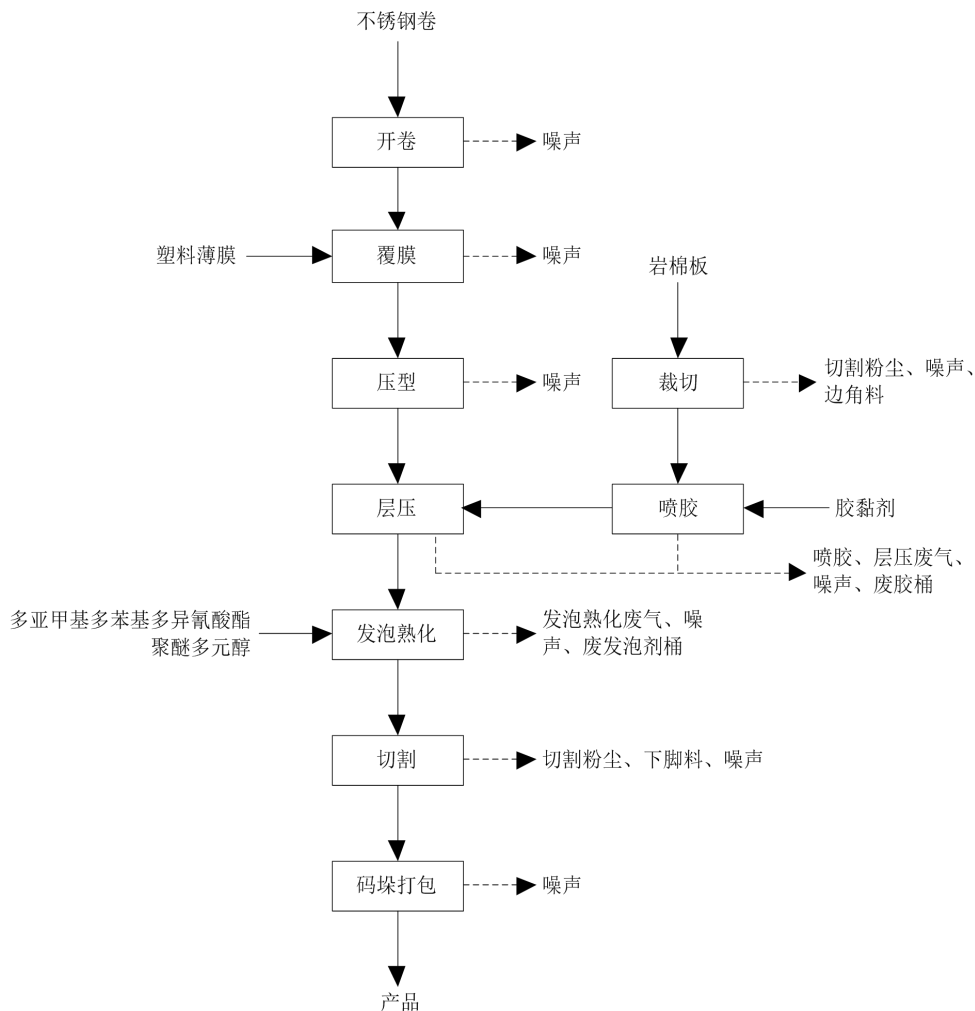 不锈钢卷
开卷
噪声
塑料薄膜
覆膜
噪声
岩棉板
压型
噪声
裁切
切割粉尘、噪声、
边角料
层压
喷胶
胶黏剂
喷胶、层压废气、
噪声、废胶桶
多亚甲基多苯基多异氰酸酯
聚醚多元醇
发泡熟化
发泡熟化废气、噪
声、废发泡剂桶
切割
切割粉尘、下脚料、噪声
码垛打包
噪声
产品